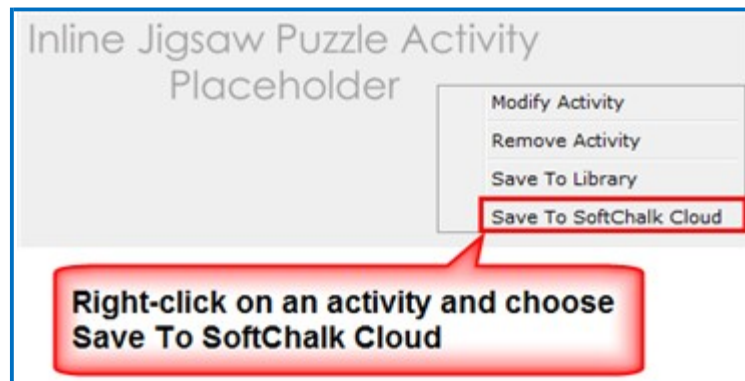 Inline Jigsaw Puzzle Activity
Placeholder
Modify Activity
Remove Activity
Save To Library
Save To SoftChalk Cloud
Right-click on an activity and choose
Save To SoftChalk Cloud